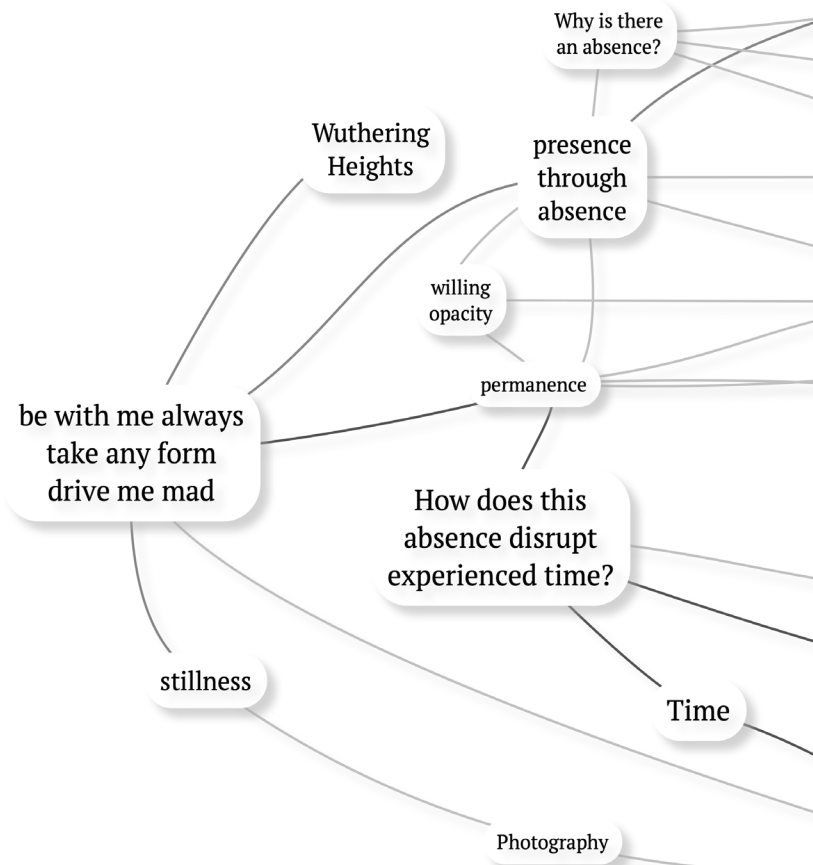 Why is there
an absence?
Wuthering
Heights
presence
through
absence
willing
opacity
permanence
be with me always
take any form
drive me mad
How does this
absence disrupt
experienced time?
stillness
Time
Photography